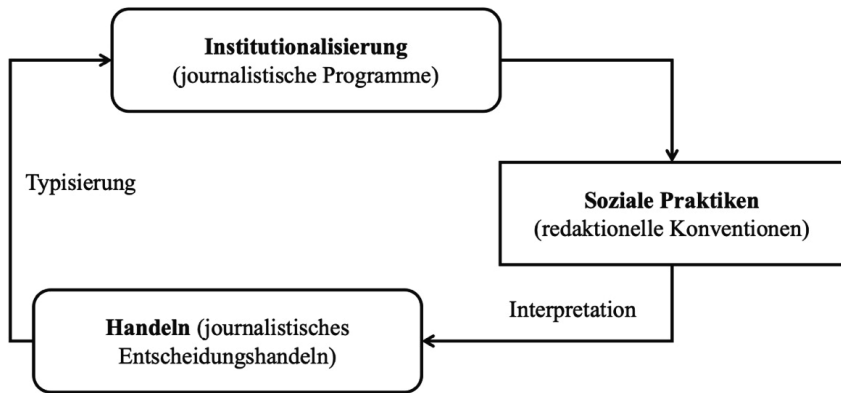 Institutionalisierung
(journalistische Programme)
Typisierung
Soziale Praktiken
(redaktionelle Konventionen)
Interpretation
Handeln (journalistisches
Entscheidungshandeln)